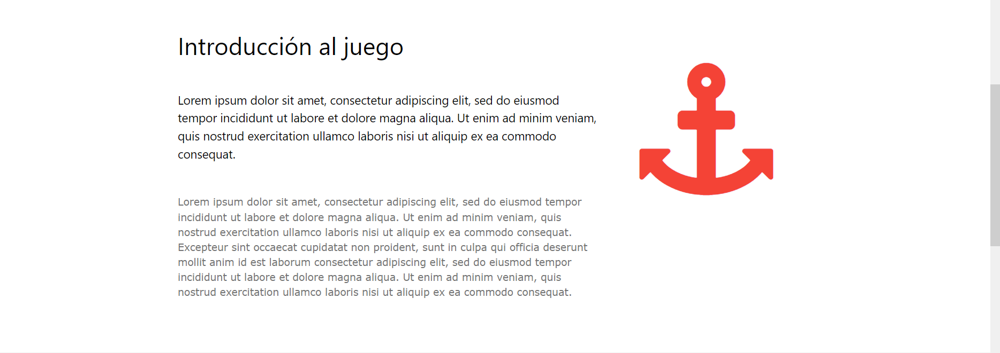 Introducción al juego
Lorem ipsum dolor sit amet, consectetur adipiscing elit, sed do eiusmod
tempor incididunt ut labore et dolore magna aliqua. Ut enim ad minim veniam,
quis nostrud exercitation ullamco laboris nisi ut aliquip ex ea commodo
consequat.
Lorem ipsum dolor sit amet, consectetur adipiscing elit, sed do eiusmod tempor
incididunt ut labore et dolore magna aliqua. Ut enim ad minim veniam, quis
nostrud exercitation ullamco laboris nisi ut aliquip ex ea commodo consequat.
Excepteur sint occaecat cupidatat non proident, sunt in culpa qui officia deserunt
mollit anim id est laborum consectetur adipiscing elit, sed do eiusmod tempor
incididunt ut labore et dolore magna aliqua. Ut enim ad minim veniam, quis
nostrud exercitation ullamco laboris nisi ut aliquip ex ea commodo consequat.